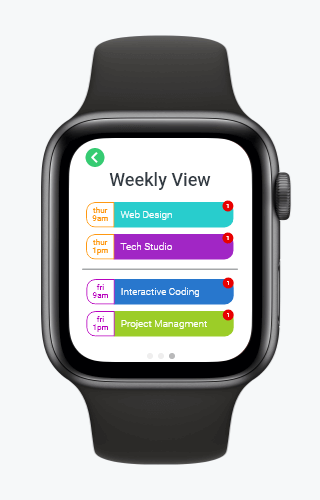 Weekly View
thur
9am
Web Design
1
thur
1pm
Tech Studio
1
fri
9am
Interactive Coding
1
fri
1pm
Project Managment
1